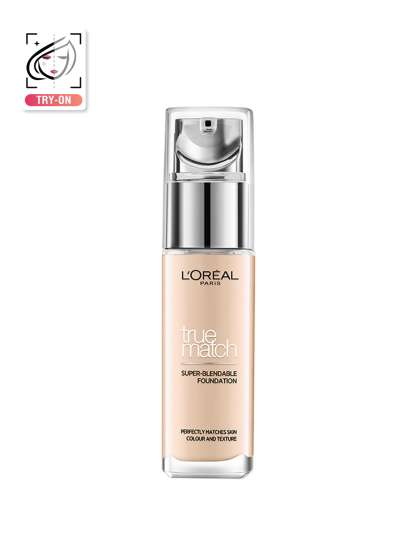 TRY-ON
L'ORÉAL
PARIS
true
match
SUPER-BLENDABLE
FOUNDATION
PERFECTLY MATCHES SKIN
COLOUR AND TEXTURE